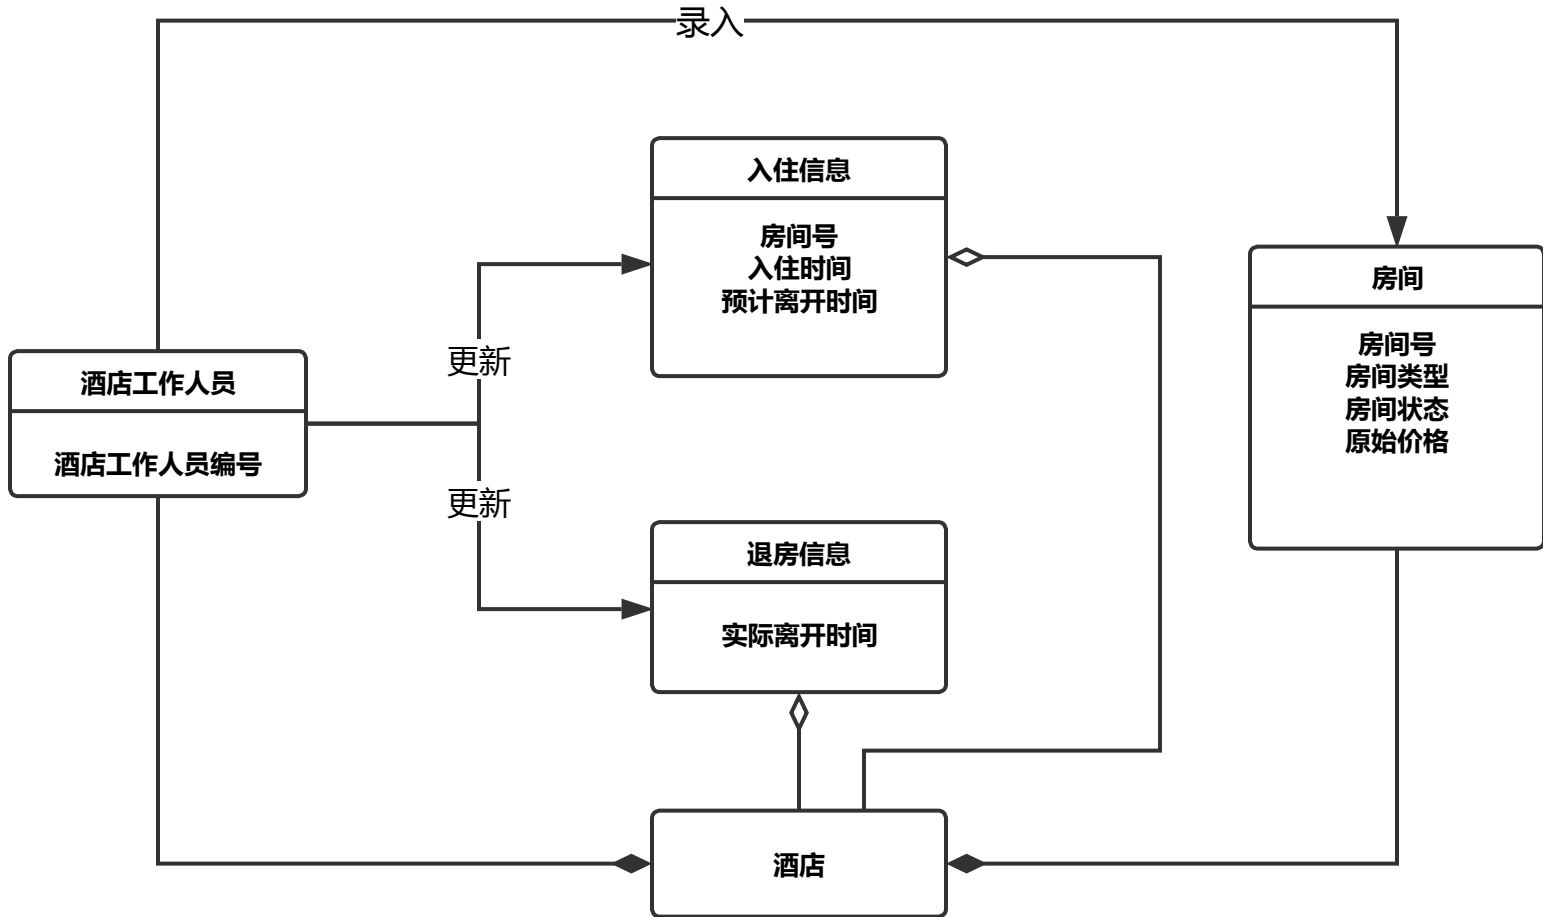 录入
入住信息
房间号
入住时间
预计离开时间
房间
房间号
房间类型
房间状态
原始价格
更新
酒店工作人员
酒店工作人员编号
更新
退房信息
实际离开时间
酒店